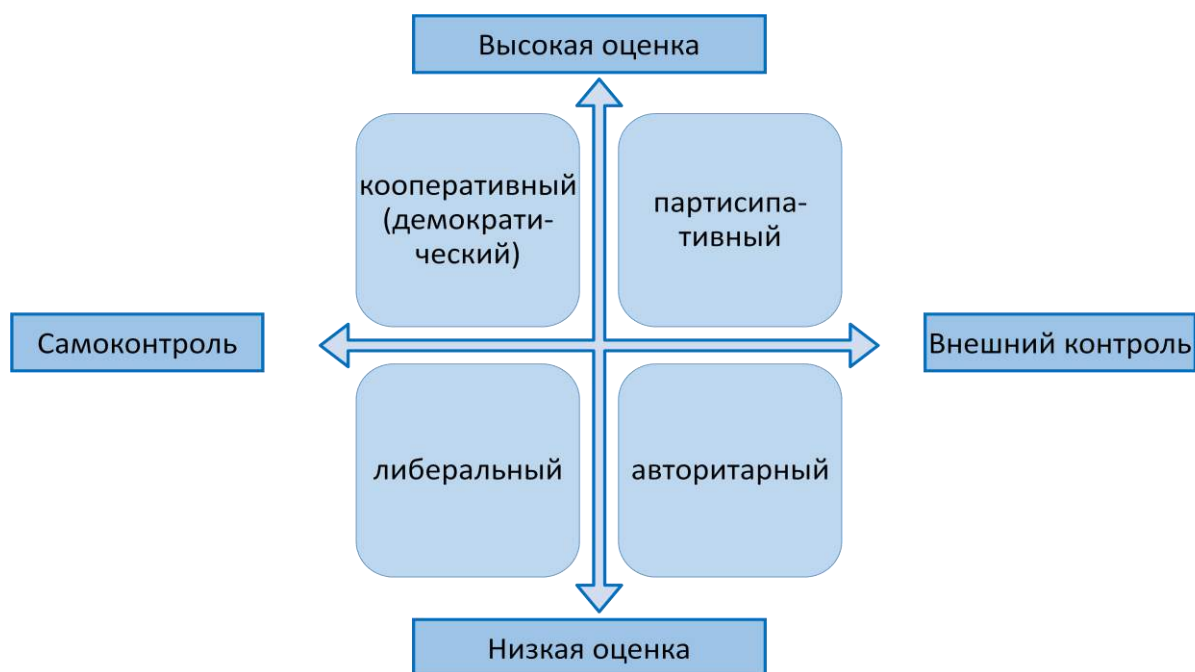 Высокая оценка
кооперативный
(демократи-
ческий)
партисипа-
тивный
Самоконтроль
Внешний контроль
либеральный
авторитарный
Низкая оценка